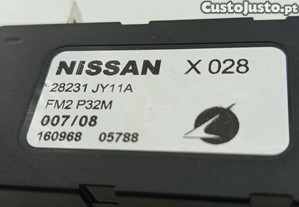 CustoJusto.pt
NISSAN X 028
28231 JY11A
FM2 P32M
007/08
160968 05788